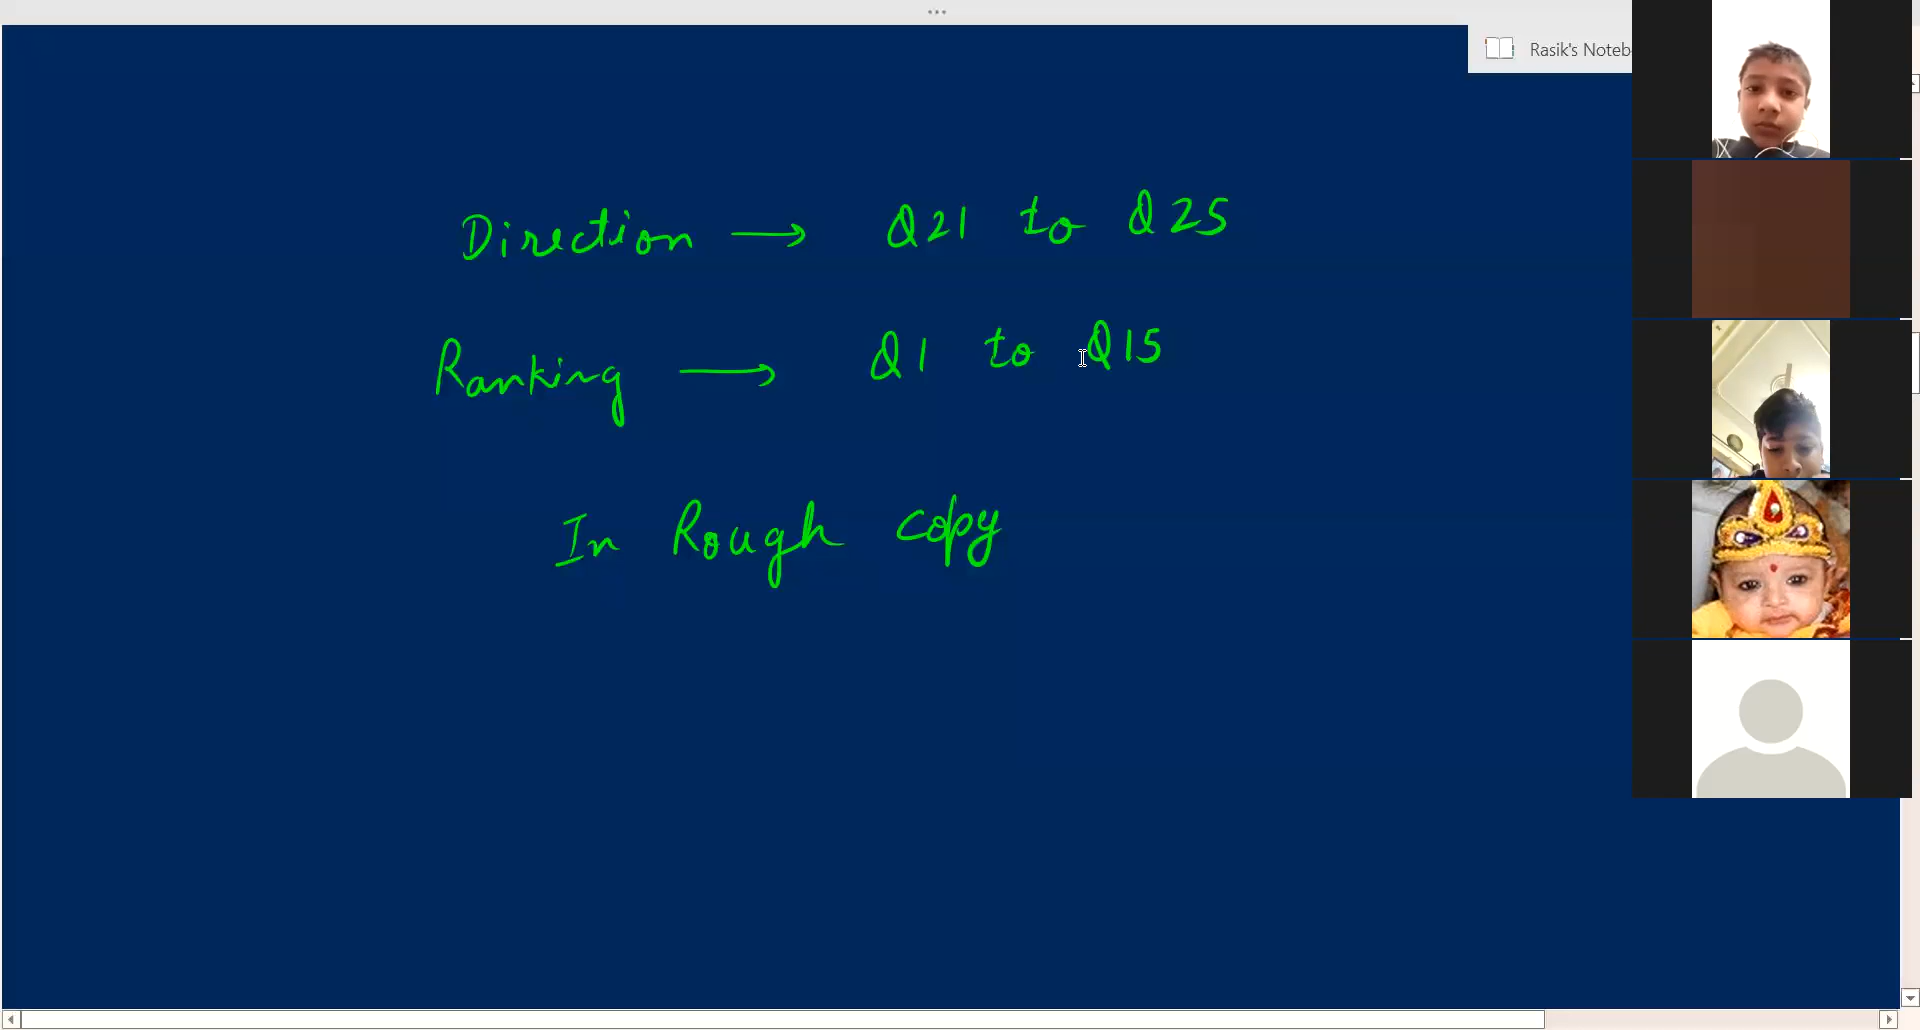 Rasik's Noteb
Direction → Q21 to Q25
Ranking → Q1 to Q15
In Rough copy